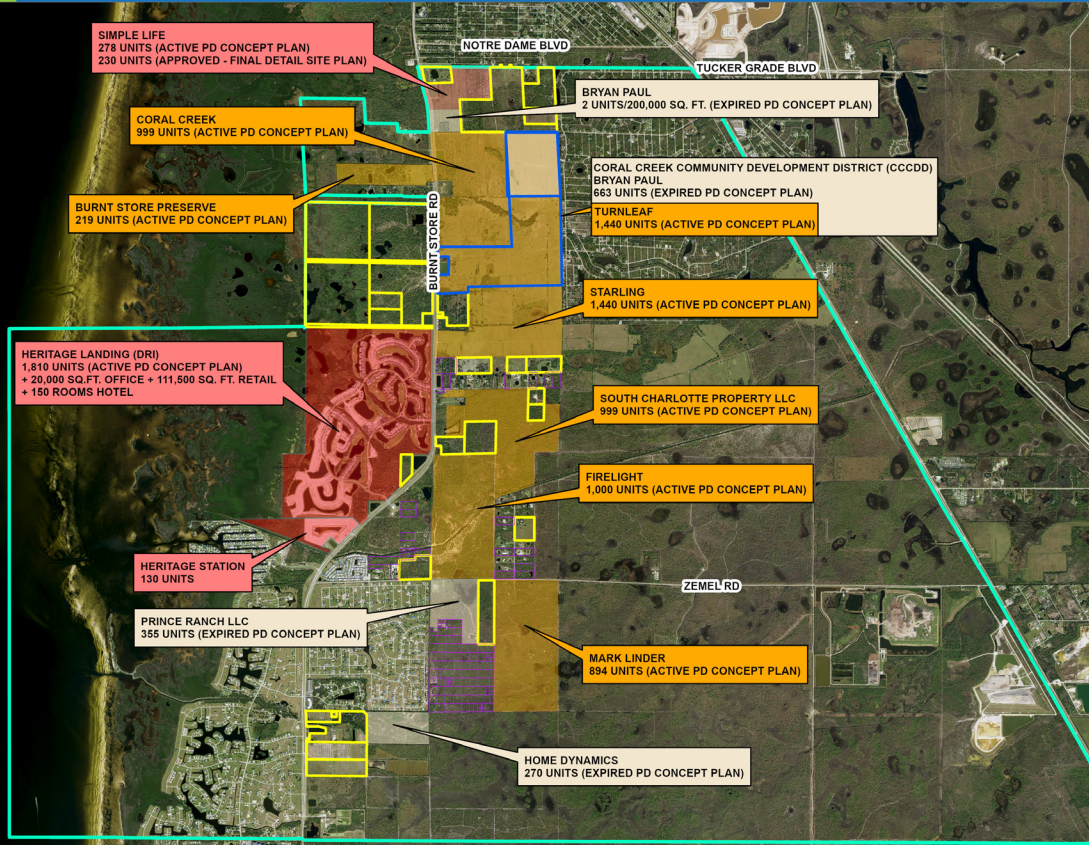 SIMPLE LIFE
278 UNITS (ACTIVE PD CONCEPT PLAN)
230 UNITS (APPROVED - FINAL DETAIL SITE PLAN)
NOTRE DAME BLVD
TUCKER GRADE BLVD
BRYAN PAUL
2 UNITS/200,000 SQ. FT. (EXPIRED PD CONCEPT PLAN)
CORAL CREEK
999 UNITS (ACTIVE PD CONCEPT PLAN)
CORAL CREEK COMMUNITY DEVELOPMENT DISTRICT (CCCDD)
BRYAN PAUL
663 UNITS (EXPIRED PD CONCEPT PLAN)
BURNT STORE PRESERVE
219 UNITS (ACTIVE PD CONCEPT PLAN)
TURNLEAF
1,440 UNITS (ACTIVE PD CONCEPT PLAN)
BURNT STORE RD
STARLING
1,440 UNITS (ACTIVE PD CONCEPT PLAN)
HERITAGE LANDING (DRI)
1,810 UNITS (ACTIVE PD CONCEPT PLAN)
+ 20,000 SQ.FT. OFFICE + 111,500 SQ. FT. RETAIL
+ 150 ROOMS HOTEL
SOUTH CHARLOTTE PROPERTY LLC
999 UNITS (ACTIVE PD CONCEPT PLAN)
FIRELIGHT
1,000 UNITS (ACTIVE PD CONCEPT PLAN)
HERITAGE STATION
130 UNITS
ZEMEL RD
PRINCE RANCH LLC
355 UNITS (EXPIRED PD CONCEPT PLAN)
MARK LINDER
894 UNITS (ACTIVE PD CONCEPT PLAN)
HOME DYNAMICS
270 UNITS (EXPIRED PD CONCEPT PLAN)